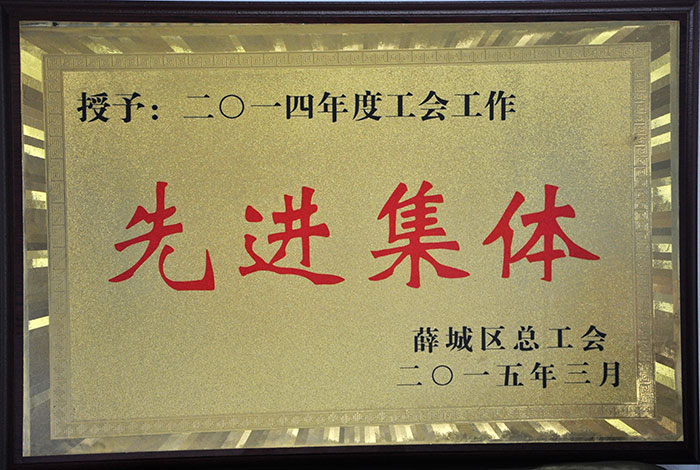 授予：二〇一四年度工会工作
先进集体
薛城区总工会
二〇一五年三月